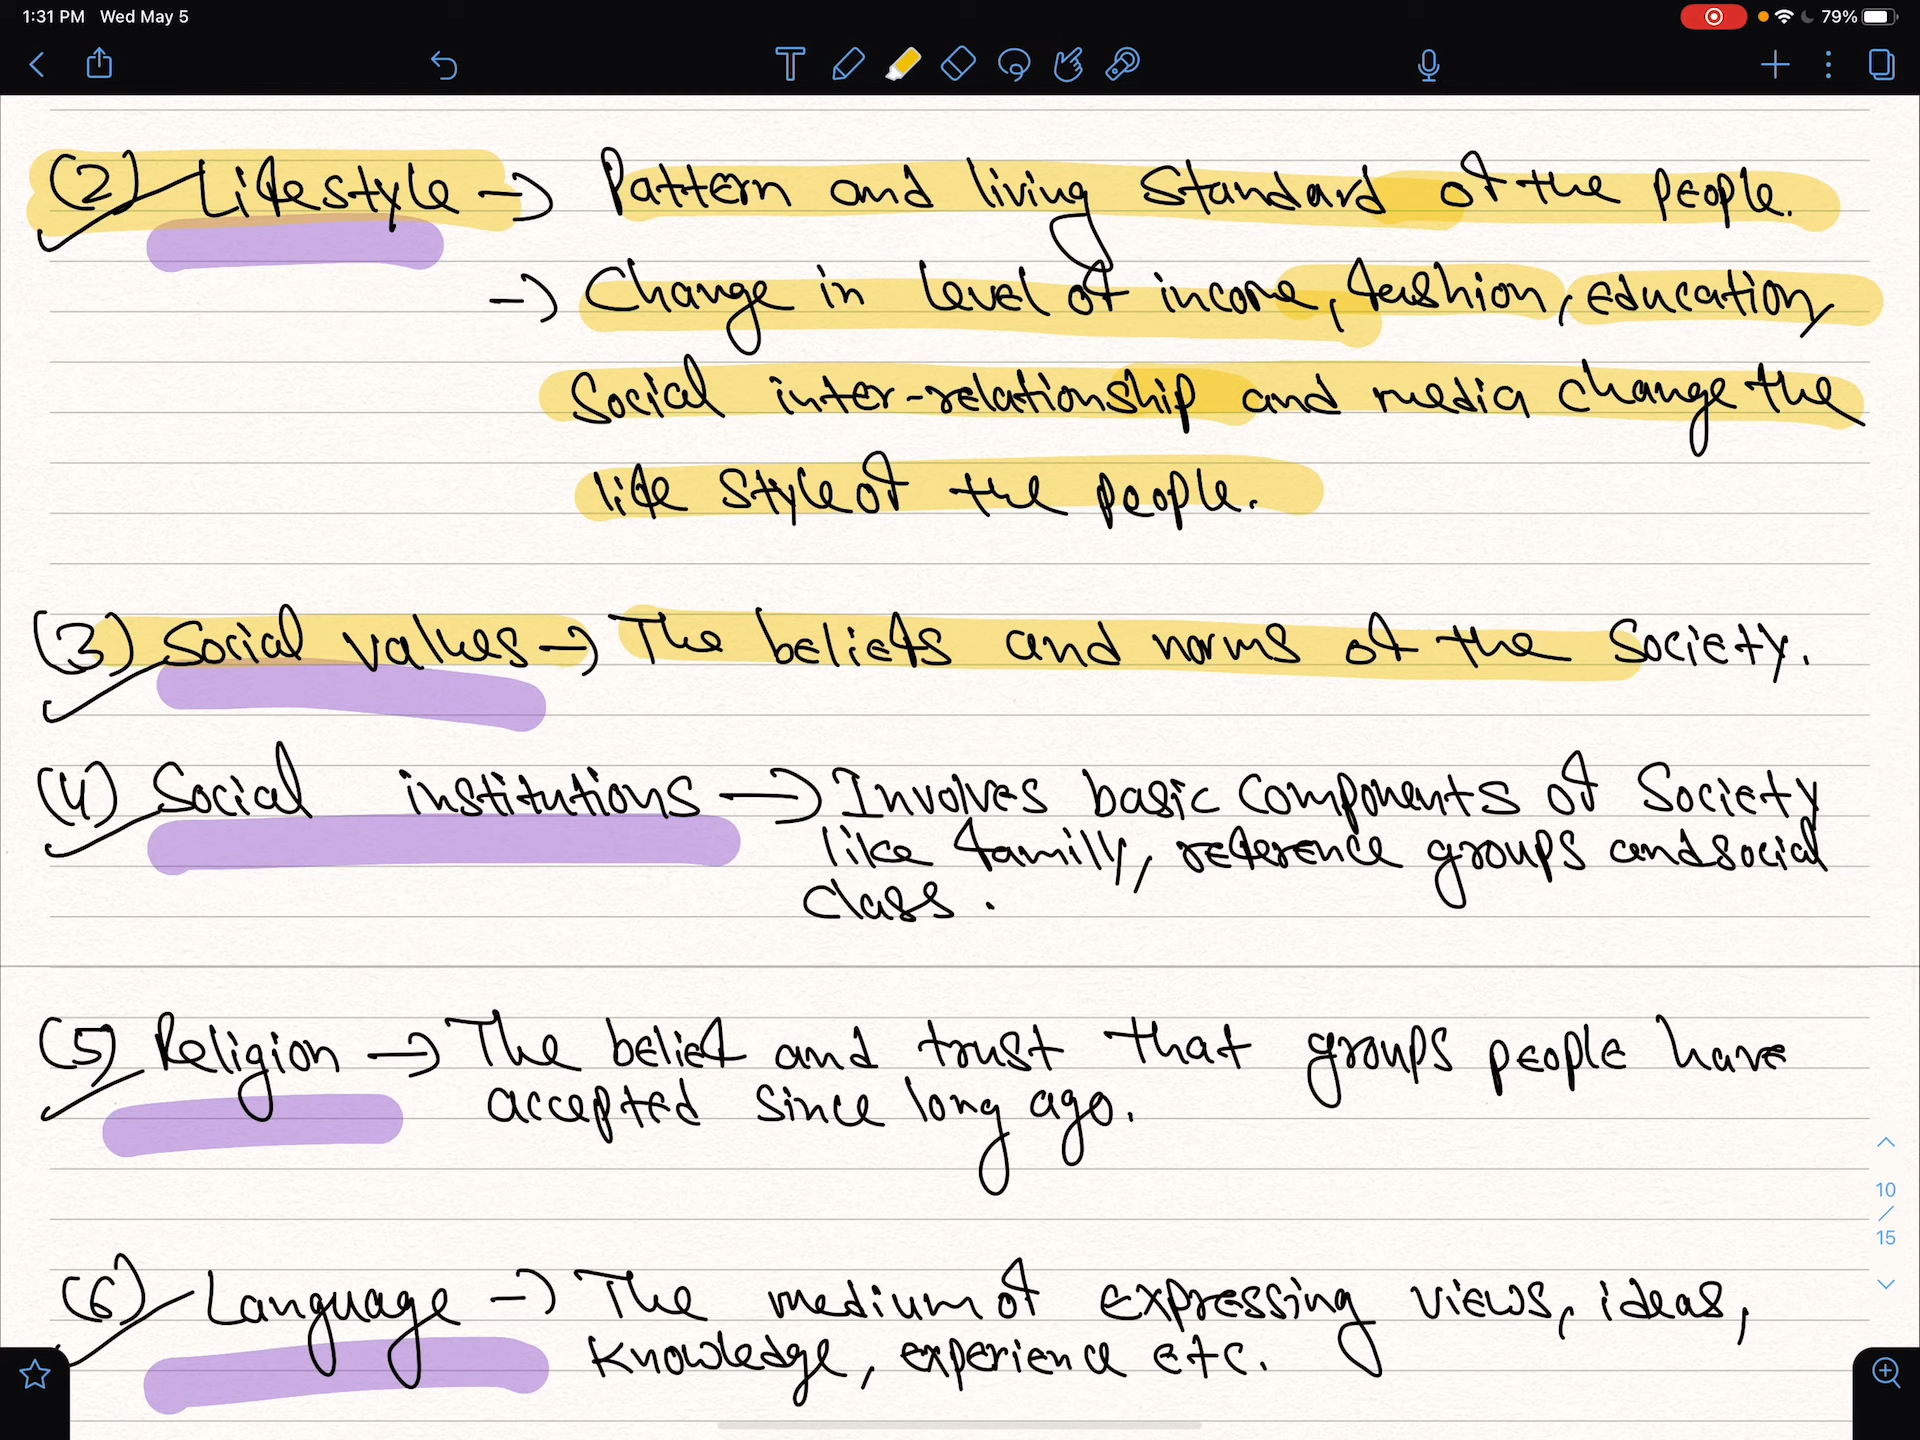 1:31 PM Wed May 5
79%
(2) Lifestyle → Pattern and living standard of the people.
→ Change in level of income, fashion, education,
Social inter-relationship and media change the
life style of the people.
(3) Social values → The beliefs and norms of the Society.
(4) Social institutions → Involves basic components of Society
like family, reference groups and social
class.
(5) Religion → The belief and trust that groups people have
accepted since long ago.
10
/
15
(6) Language → The medium of expressing views, ideas,
knowledge, experience etc.